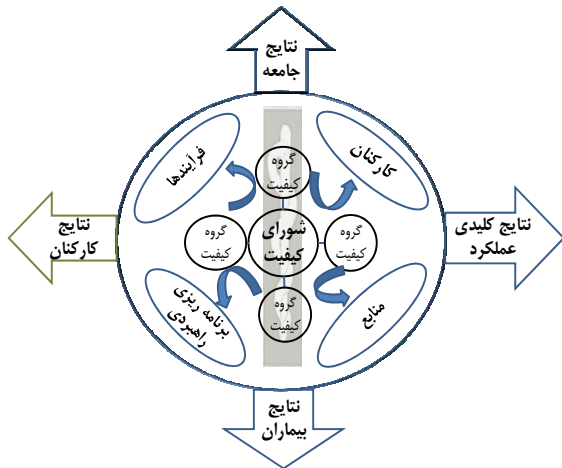 نتایج
جامعه
فرآیندها
کارکنان
گروه
کیفیت
نتایج
کارکنان
گروه
کیفیت
شورای
کیفیت
گروه
کیفیت
نتایج کلیدی
عملکرد
برنامه ریزی
راهبردی
گروه
کیفیت
منابع
نتایج
بیماران